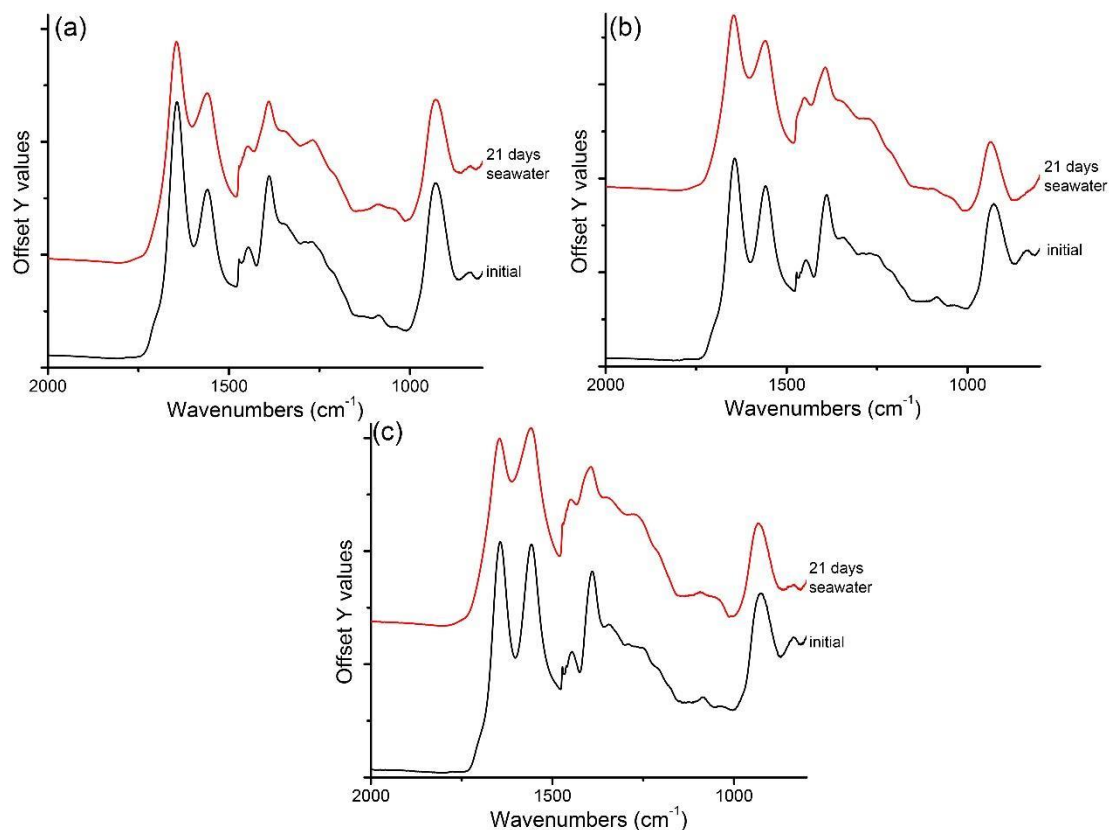 (a)
Offset Y values
21 days
seawater
initial
2000
1500
1000
Wavenumbers (cm⁻¹)
(b)
Offset Y values
21 days
seawater
initial
2000
1500
1000
Wavenumbers (cm⁻¹)
(c)
Offset Y values
21 days
seawater
initial
2000
1500
1000
Wavenumbers (cm⁻¹)